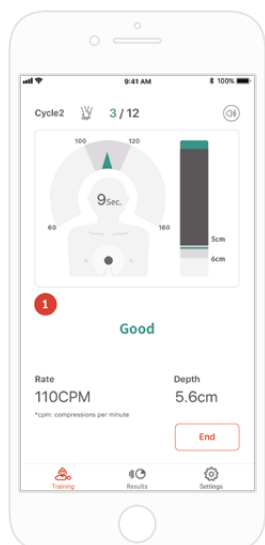 9:41 AM 100%
Cycle2 3 / 12
100 120
9Sec.
60 160
5cm
6cm
1
Good
Rate Depth
110CPM 5.6cm
*cpm: compressions per minute
End
Training Results Settings